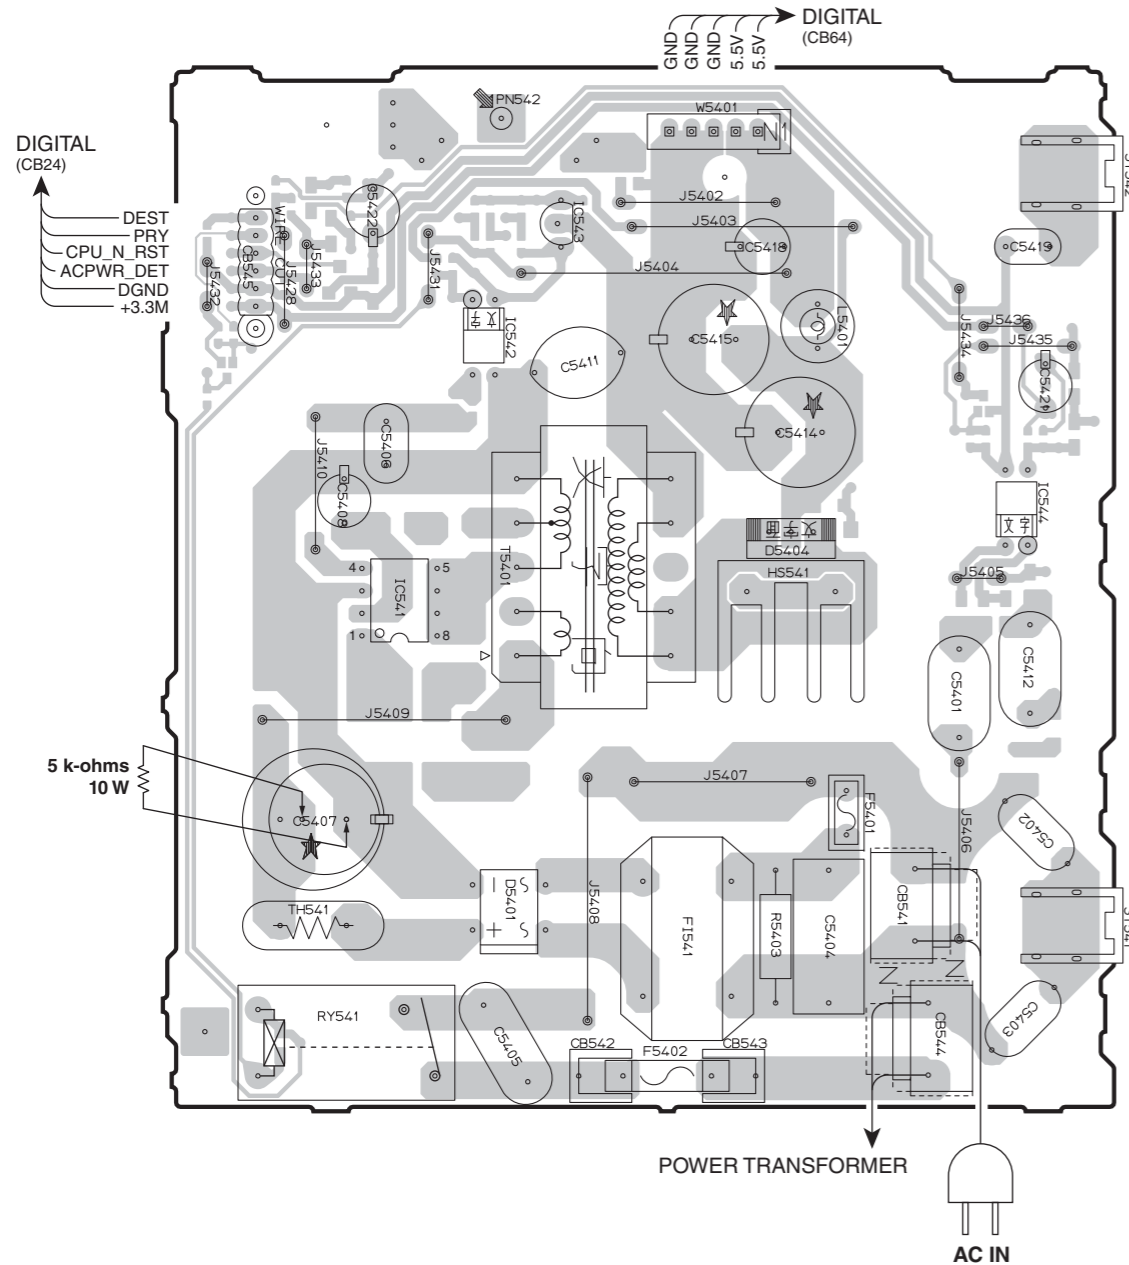 DIGITAL
(CB64)
GND
GND
GND
5.5V
5.5V
DIGITAL
(CB24)
DEST
PRY
CPU_N_RST
ACPWR_DET
DGND
+3.3M
PN542
W5401
N1
C5422
IC543
J5402
J5403
C5418
J5404
C5419
WIRE CUT
CB545
J5432
J5428
J5433
J5431
IC542
C5411
C5415
L5401
J5434
J5436
J5435
C5421
C5414
J5410
C5406
C5408
T5401
IC544
文字
D5404
HS541
J5405
4
5
IC541
1
8
C5401
C5412
J5409
5 k-ohms
10 W
C5407
J5407
F5401
J5406
C5402
TH541
D5401
J5408
FI541
R5403
C5404
CB541
ST541
N
N
RY541
C5405
CB542
F5402
CB543
CB544
C5403
POWER TRANSFORMER
AC IN